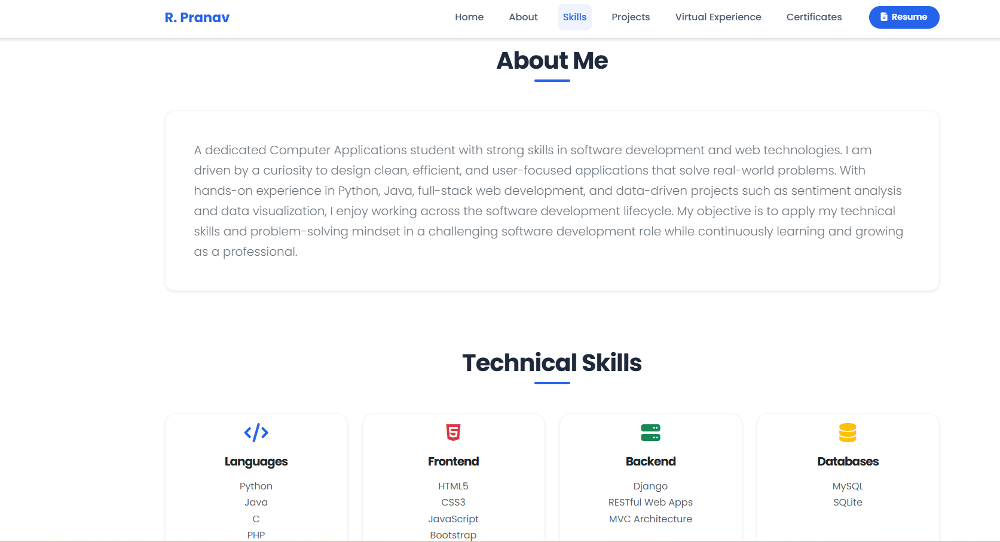 R. Pranav
Home
About
Skills
Projects
Virtual Experience
Certificates
Resume
About Me
A dedicated Computer Applications student with strong skills in software development and web technologies. I am
driven by a curiosity to design clean, efficient, and user-focused applications that solve real-world problems. With
hands-on experience in Python, Java, full-stack web development, and data-driven projects such as sentiment analysis
and data visualization, I enjoy working across the software development lifecycle. My objective is to apply my technical
skills and problem-solving mindset in a challenging software development role while continuously learning and growing
as a professional.
Technical Skills
Languages
Python
Java
C
PHP
Frontend
HTML5
CSS3
JavaScript
Bootstrap
Backend
Django
RESTful Web Apps
MVC Architecture
Databases
MySQL
SQLite